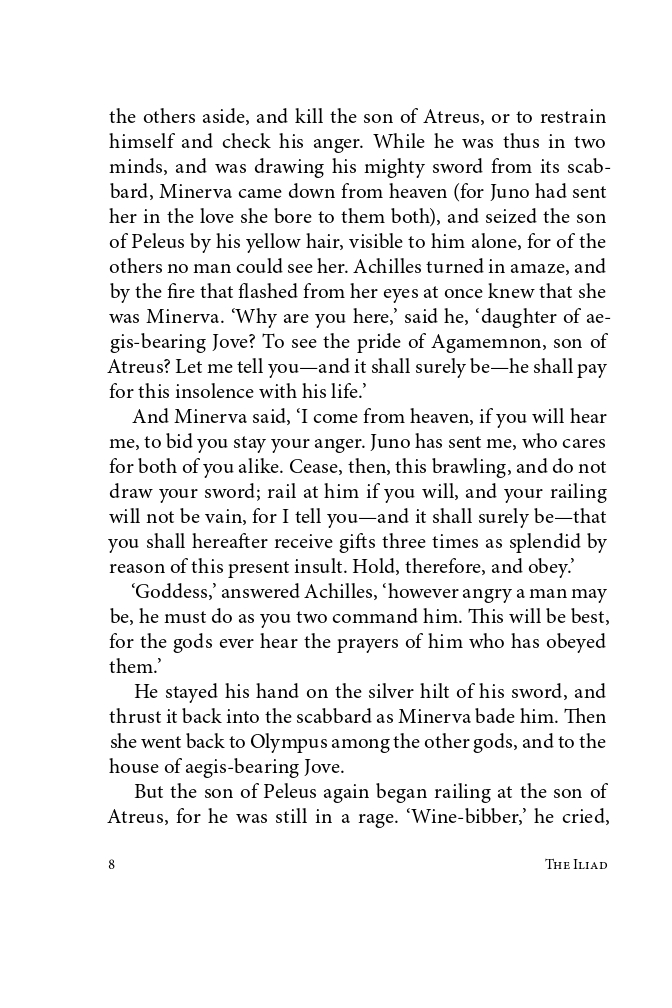 the others aside, and kill the son of Atreus, or to restrain
himself and check his anger. While he was thus in two
minds, and was drawing his mighty sword from its scab-
bard, Minerva came down from heaven (for Juno had sent
her in the love she bore to them both), and seized the son
of Peleus by his yellow hair, visible to him alone, for of the
others no man could see her. Achilles turned in amaze, and
by the fire that flashed from her eyes at once knew that she
was Minerva. ‘Why are you here,’ said he, ‘daughter of ae-
gis-bearing Jove? To see the pride of Agamemnon, son of
Atreus? Let me tell you—and it shall surely be—he shall pay
for this insolence with his life.’
And Minerva said, ‘I come from heaven, if you will hear
me, to bid you stay your anger. Juno has sent me, who cares
for both of you alike. Cease, then, this brawling, and do not
draw your sword; rail at him if you will, and your railing
will not be vain, for I tell you—and it shall surely be—that
you shall hereafter receive gifts three times as splendid by
reason of this present insult. Hold, therefore, and obey.’
‘Goddess,’ answered Achilles, ‘however angry a man may
be, he must do as you two command him. This will be best,
for the gods ever hear the prayers of him who has obeyed
them.’
He stayed his hand on the silver hilt of his sword, and
thrust it back into the scabbard as Minerva bade him. Then
she went back to Olympus among the other gods, and to the
house of aegis-bearing Jove.
But the son of Peleus again began railing at the son of
Atreus, for he was still in a rage. ‘Wine-bibber,’ he cried,
8 The Iliad